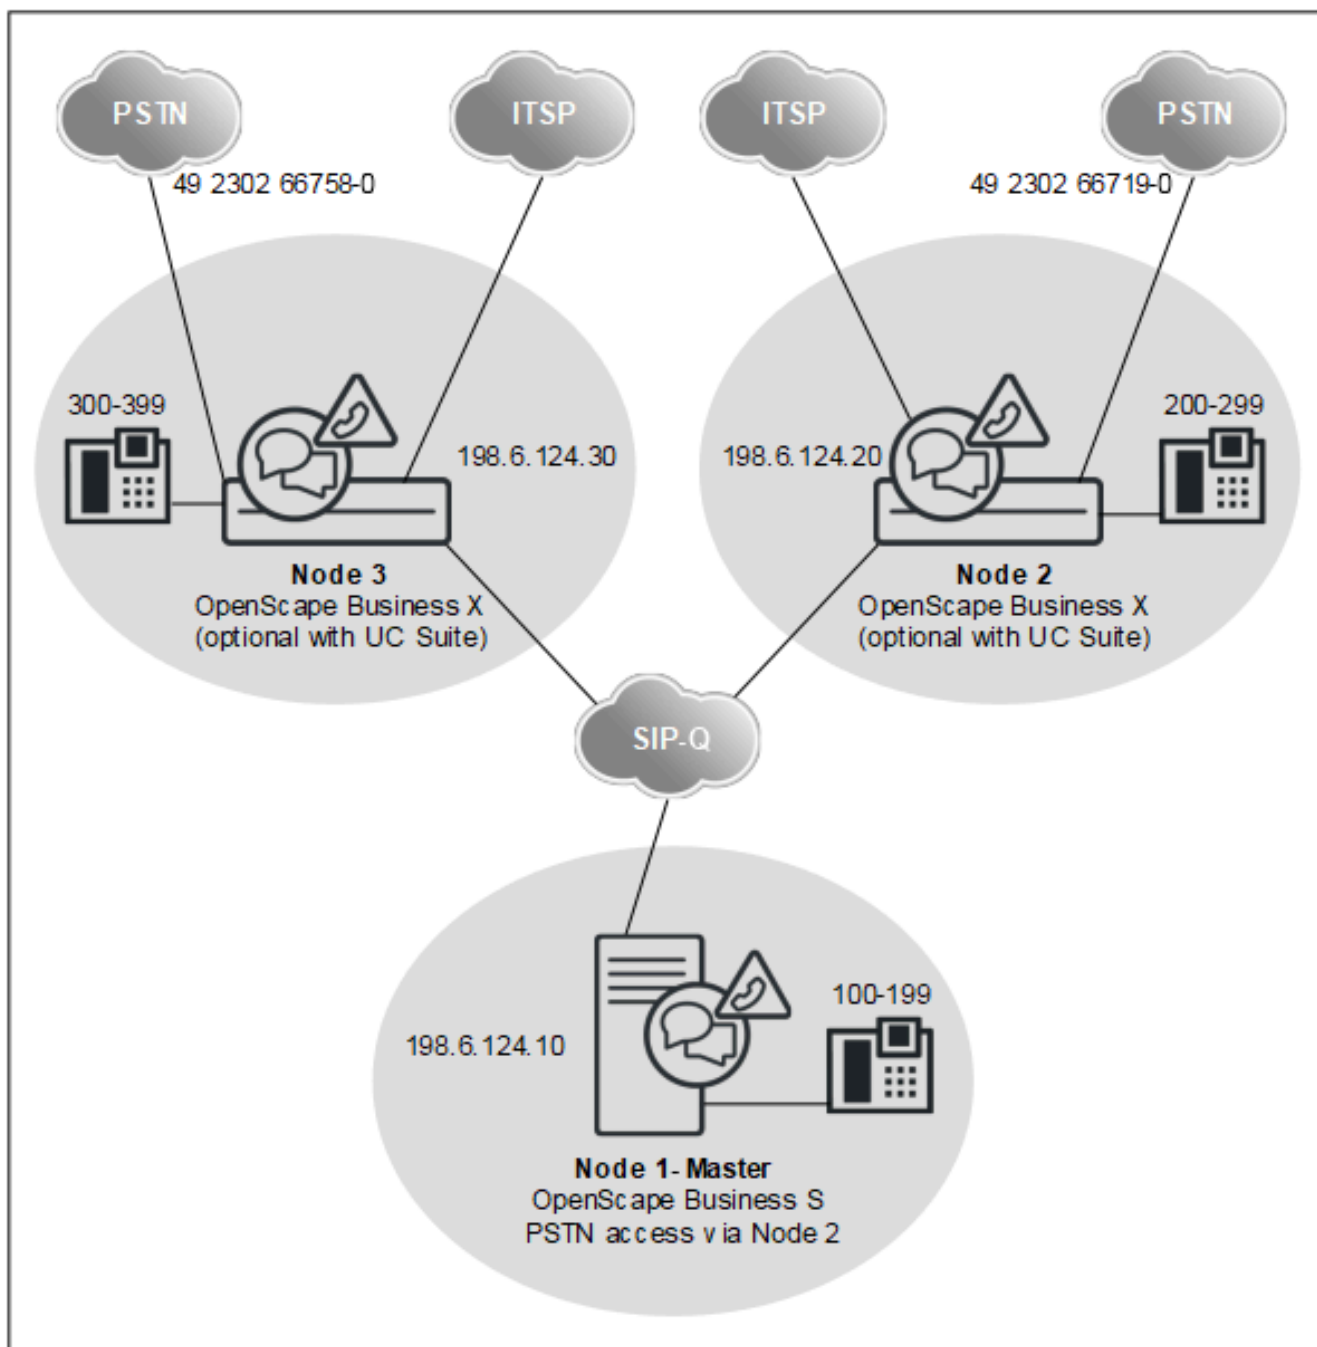 PSTN
ITSP
ITSP
PSTN
49 2302 66758-0
49 2302 66719-0
300-399
198.6.124.30
198.6.124.20
200-299
Node 3
OpenScape Business X
(optional with UC Suite)
Node 2
OpenScape Business X
(optional with UC Suite)
SIP-Q
100-199
198.6.124.10
Node 1- Master
OpenScape Business S
PSTN access via Node 2